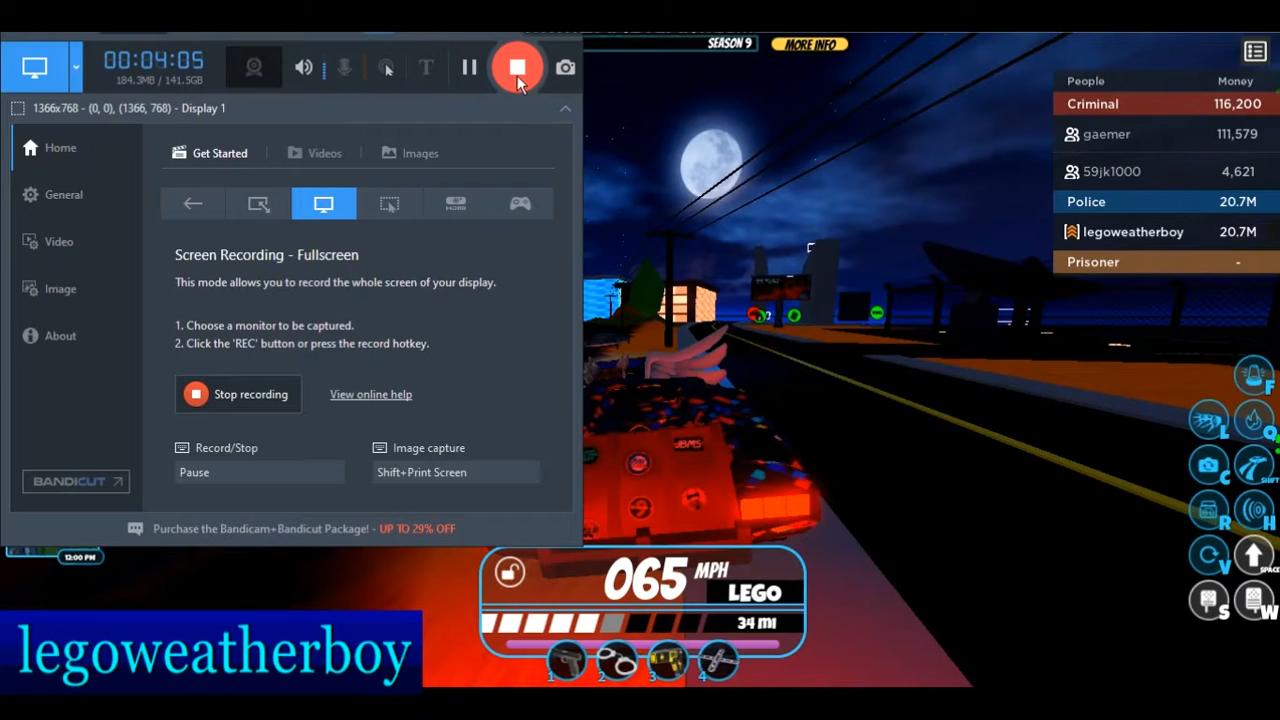 00:04:05
184.3MB / 141.5GB
T
1366x768 - (0, 0), (1366, 768) - Display 1
Home
General
Video
Image
About
BANDICUT
Get Started
Videos
Images
HDMI
Screen Recording - Fullscreen
This mode allows you to record the whole screen of your display.
1. Choose a monitor to be captured.
2. Click the 'REC' button or press the record hotkey.
Stop recording
View online help
Record/Stop
Pause
Image capture
Shift+Print Screen
Purchase the Bandicam+Bandicut Package! - UP TO 29% OFF
SEASON 9
MORE INFO
People Money
Criminal 116,200
gaemer 111,579
59jk1000 4,621
Police 20.7M
legoweatherboy 20.7M
Prisoner -
F
L Q
C SHIFT
R H
V SPACE
S W
JBMS
12:00 PM
065 MPH
LEGO
34 mi
1 2 3 4
legoweatherboy